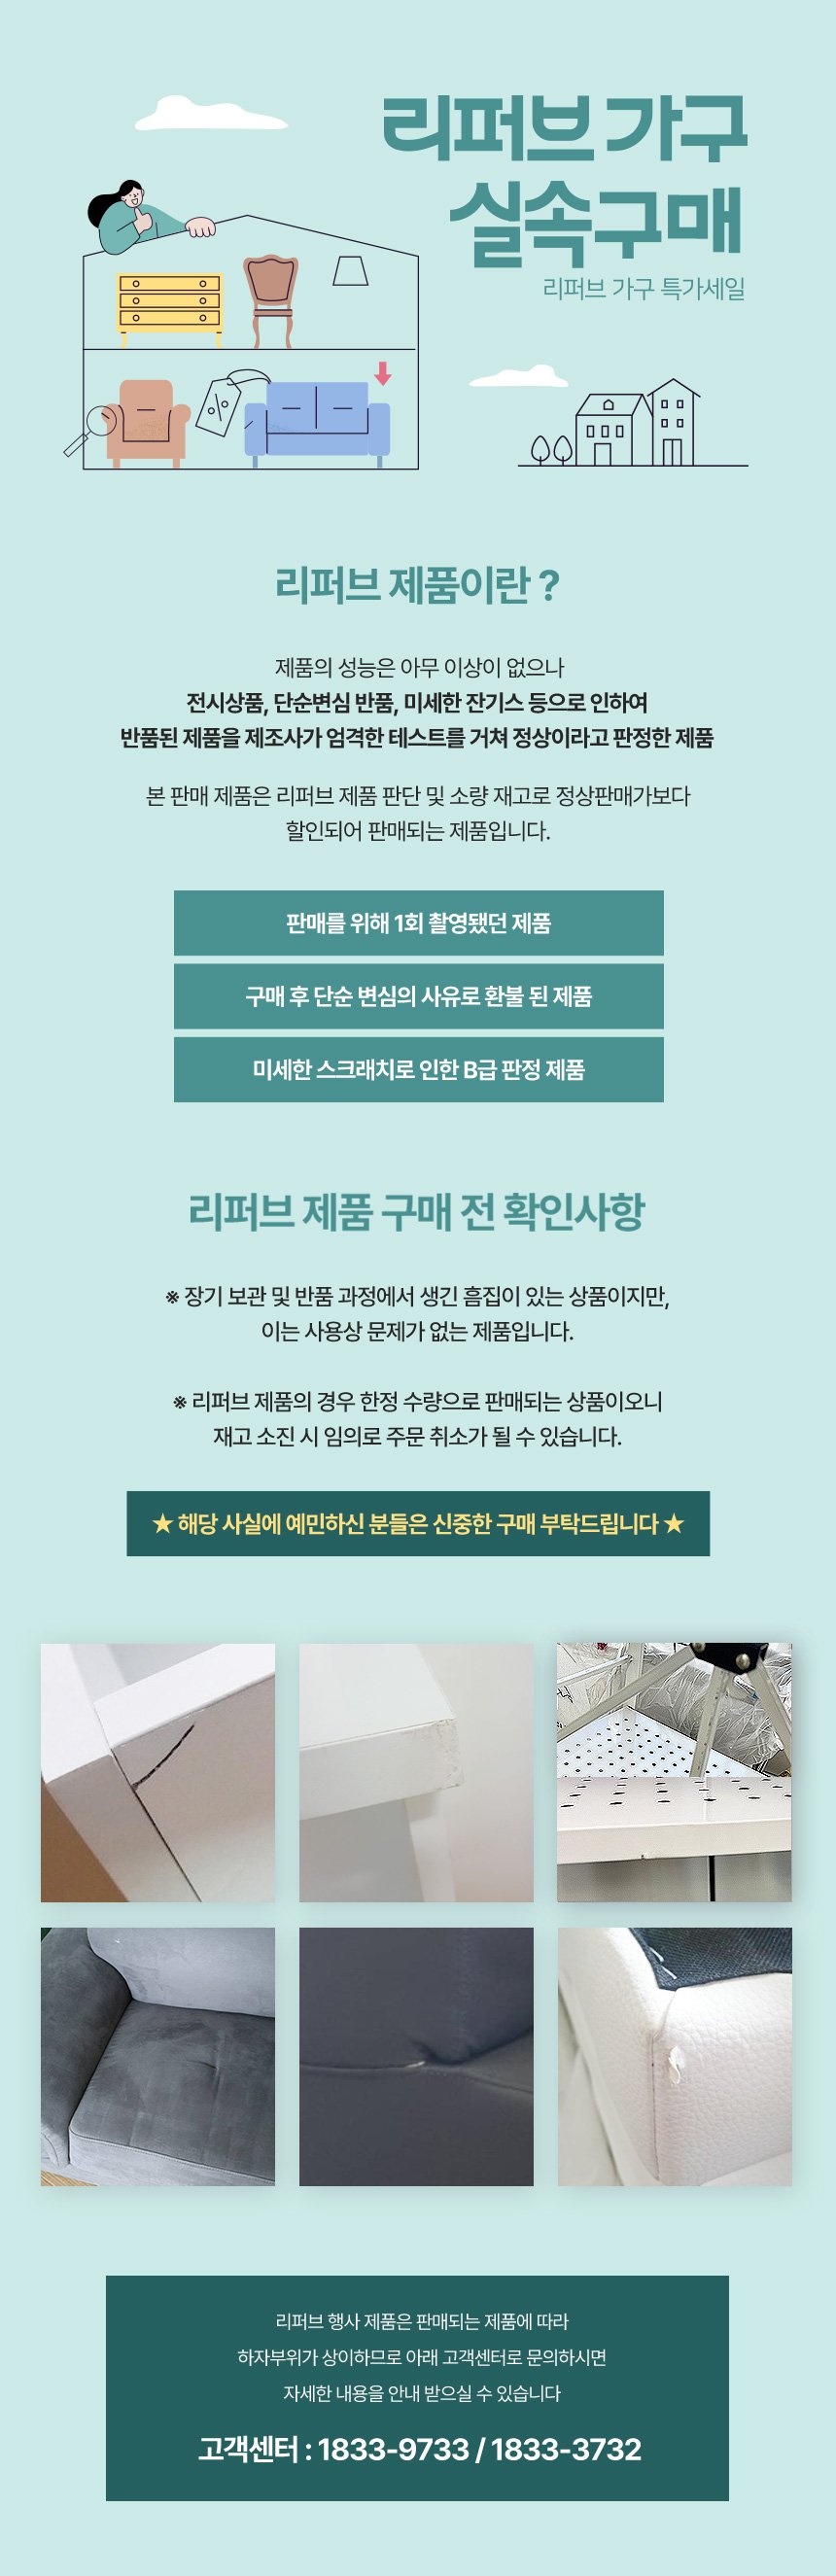 리퍼브 가구
실속구매
리퍼브 가구 특가세일
리퍼브 제품이란 ?
제품의 성능은 아무 이상이 없으나
전시상품, 단순변심 반품, 미세한 잔기스 등으로 인하여
반품된 제품을 제조사가 엄격한 테스트를 거쳐 정상이라고 판정한 제품
본 판매 제품은 리퍼브 제품 판단 및 소량 재고로 정상판매가보다
할인되어 판매되는 제품입니다.
판매를 위해 1회 촬영됐던 제품
구매 후 단순 변심의 사유로 환불 된 제품
미세한 스크래치로 인한 B급 판정 제품
리퍼브 제품 구매 전 확인사항
※ 장기 보관 및 반품 과정에서 생긴 흠집이 있는 상품이지만,
이는 사용상 문제가 없는 제품입니다.
※ 리퍼브 제품의 경우 한정 수량으로 판매되는 상품이오니
재고 소진 시 임의로 주문 취소가 될 수 있습니다.
★ 해당 사실에 예민하신 분들은 신중한 구매 부탁드립니다 ★
리퍼브 행사 제품은 판매되는 제품에 따라
하자부위가 상이하므로 아래 고객센터로 문의하시면
자세한 내용을 안내 받으실 수 있습니다
고객센터 : 1833-9733 / 1833-3732